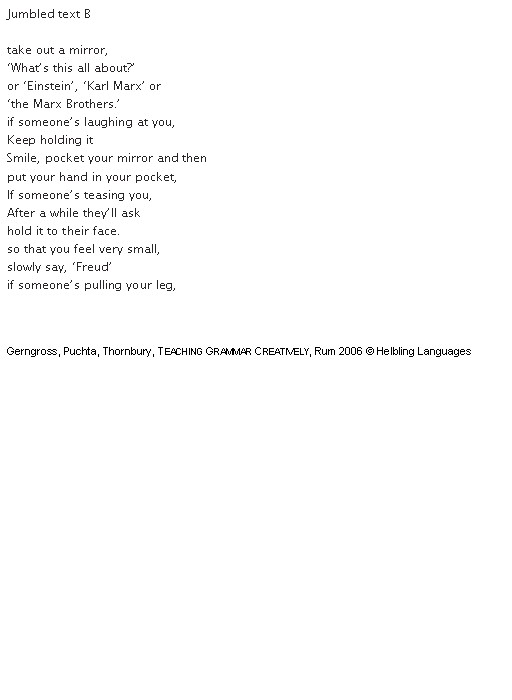 Jumbled text B
take out a mirror,
‘What’s this all about?’
or ‘Einstein’, ‘Karl Marx’ or
‘the Marx Brothers.’
if someone’s laughing at you,
Keep holding it
Smile, pocket your mirror and then
put your hand in your pocket,
If someone’s teasing you,
After a while they’ll ask
hold it to their face.
so that you feel very small,
slowly say, ‘Freud’
if someone’s pulling your leg,
Gerngross, Puchta, Thornbury, TEACHING GRAMMAR CREATIVELY, Rum 2006 © Helbling Languages